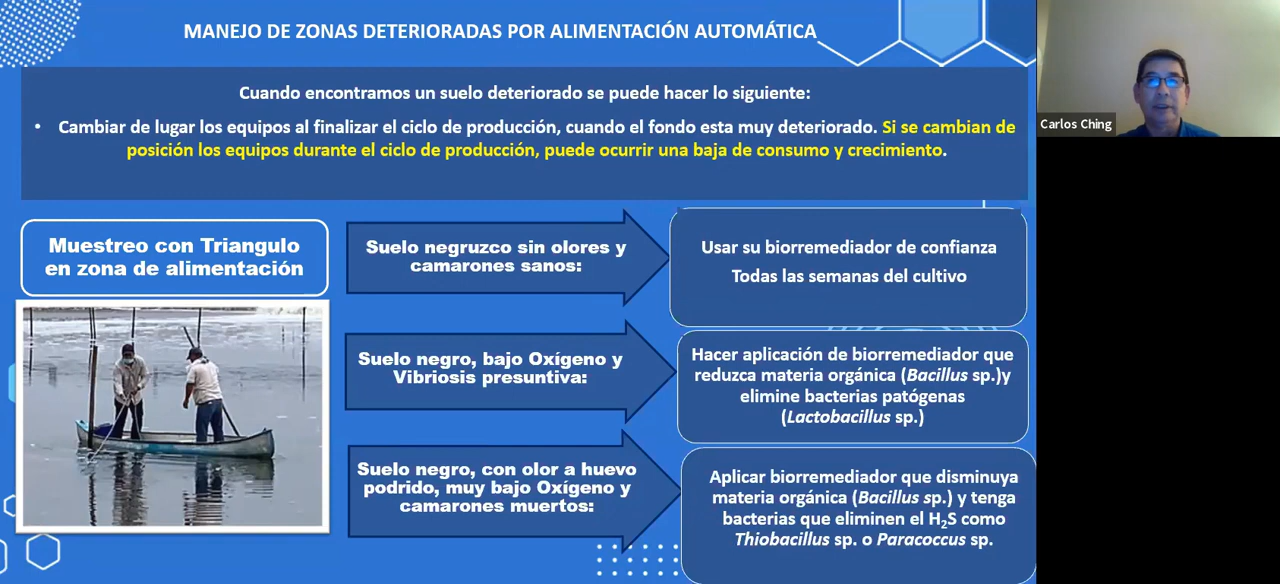 MANEJO DE ZONAS DETERIORADAS POR ALIMENTACIÓN AUTOMÁTICA
Cuando encontramos un suelo deteriorado se puede hacer lo siguiente:
• Cambiar de lugar los equipos al finalizar el ciclo de producción, cuando el fondo esta muy deteriorado. Si se cambian de
posición los equipos durante el ciclo de producción, puede ocurrir una baja de consumo y crecimiento.
Muestreo con Triangulo
en zona de alimentación
Suelo negruzco sin olores y
camarones sanos:
Usar su biorremediador de confianza
Todas las semanas del cultivo
Suelo negro, bajo Oxígeno y
Vibriosis presuntiva:
Hacer aplicación de biorremediador que
reduzca materia orgánica (Bacillus sp.)y
elimine bacterias patógenas
(Lactobacillus sp.)
Suelo negro, con olor a huevo
podrido, muy bajo Oxígeno y
camarones muertos:
Aplicar biorremediador que disminuya
materia orgánica (Bacillus sp.) y tenga
bacterias que eliminen el H₂S como
Thiobacillus sp. o Paracoccus sp.
Carlos Ching